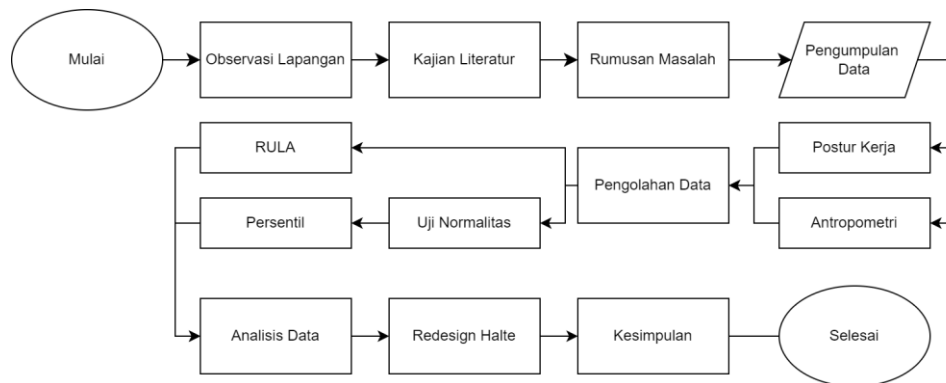 Mulai
Observasi Lapangan
Kajian Literatur
Rumusan Masalah
Pengumpulan
Data
Postur Kerja
Antropometri
Pengolahan Data
RULA
Uji Normalitas
Persentil
Analisis Data
Redesign Halte
Kesimpulan
Selesai